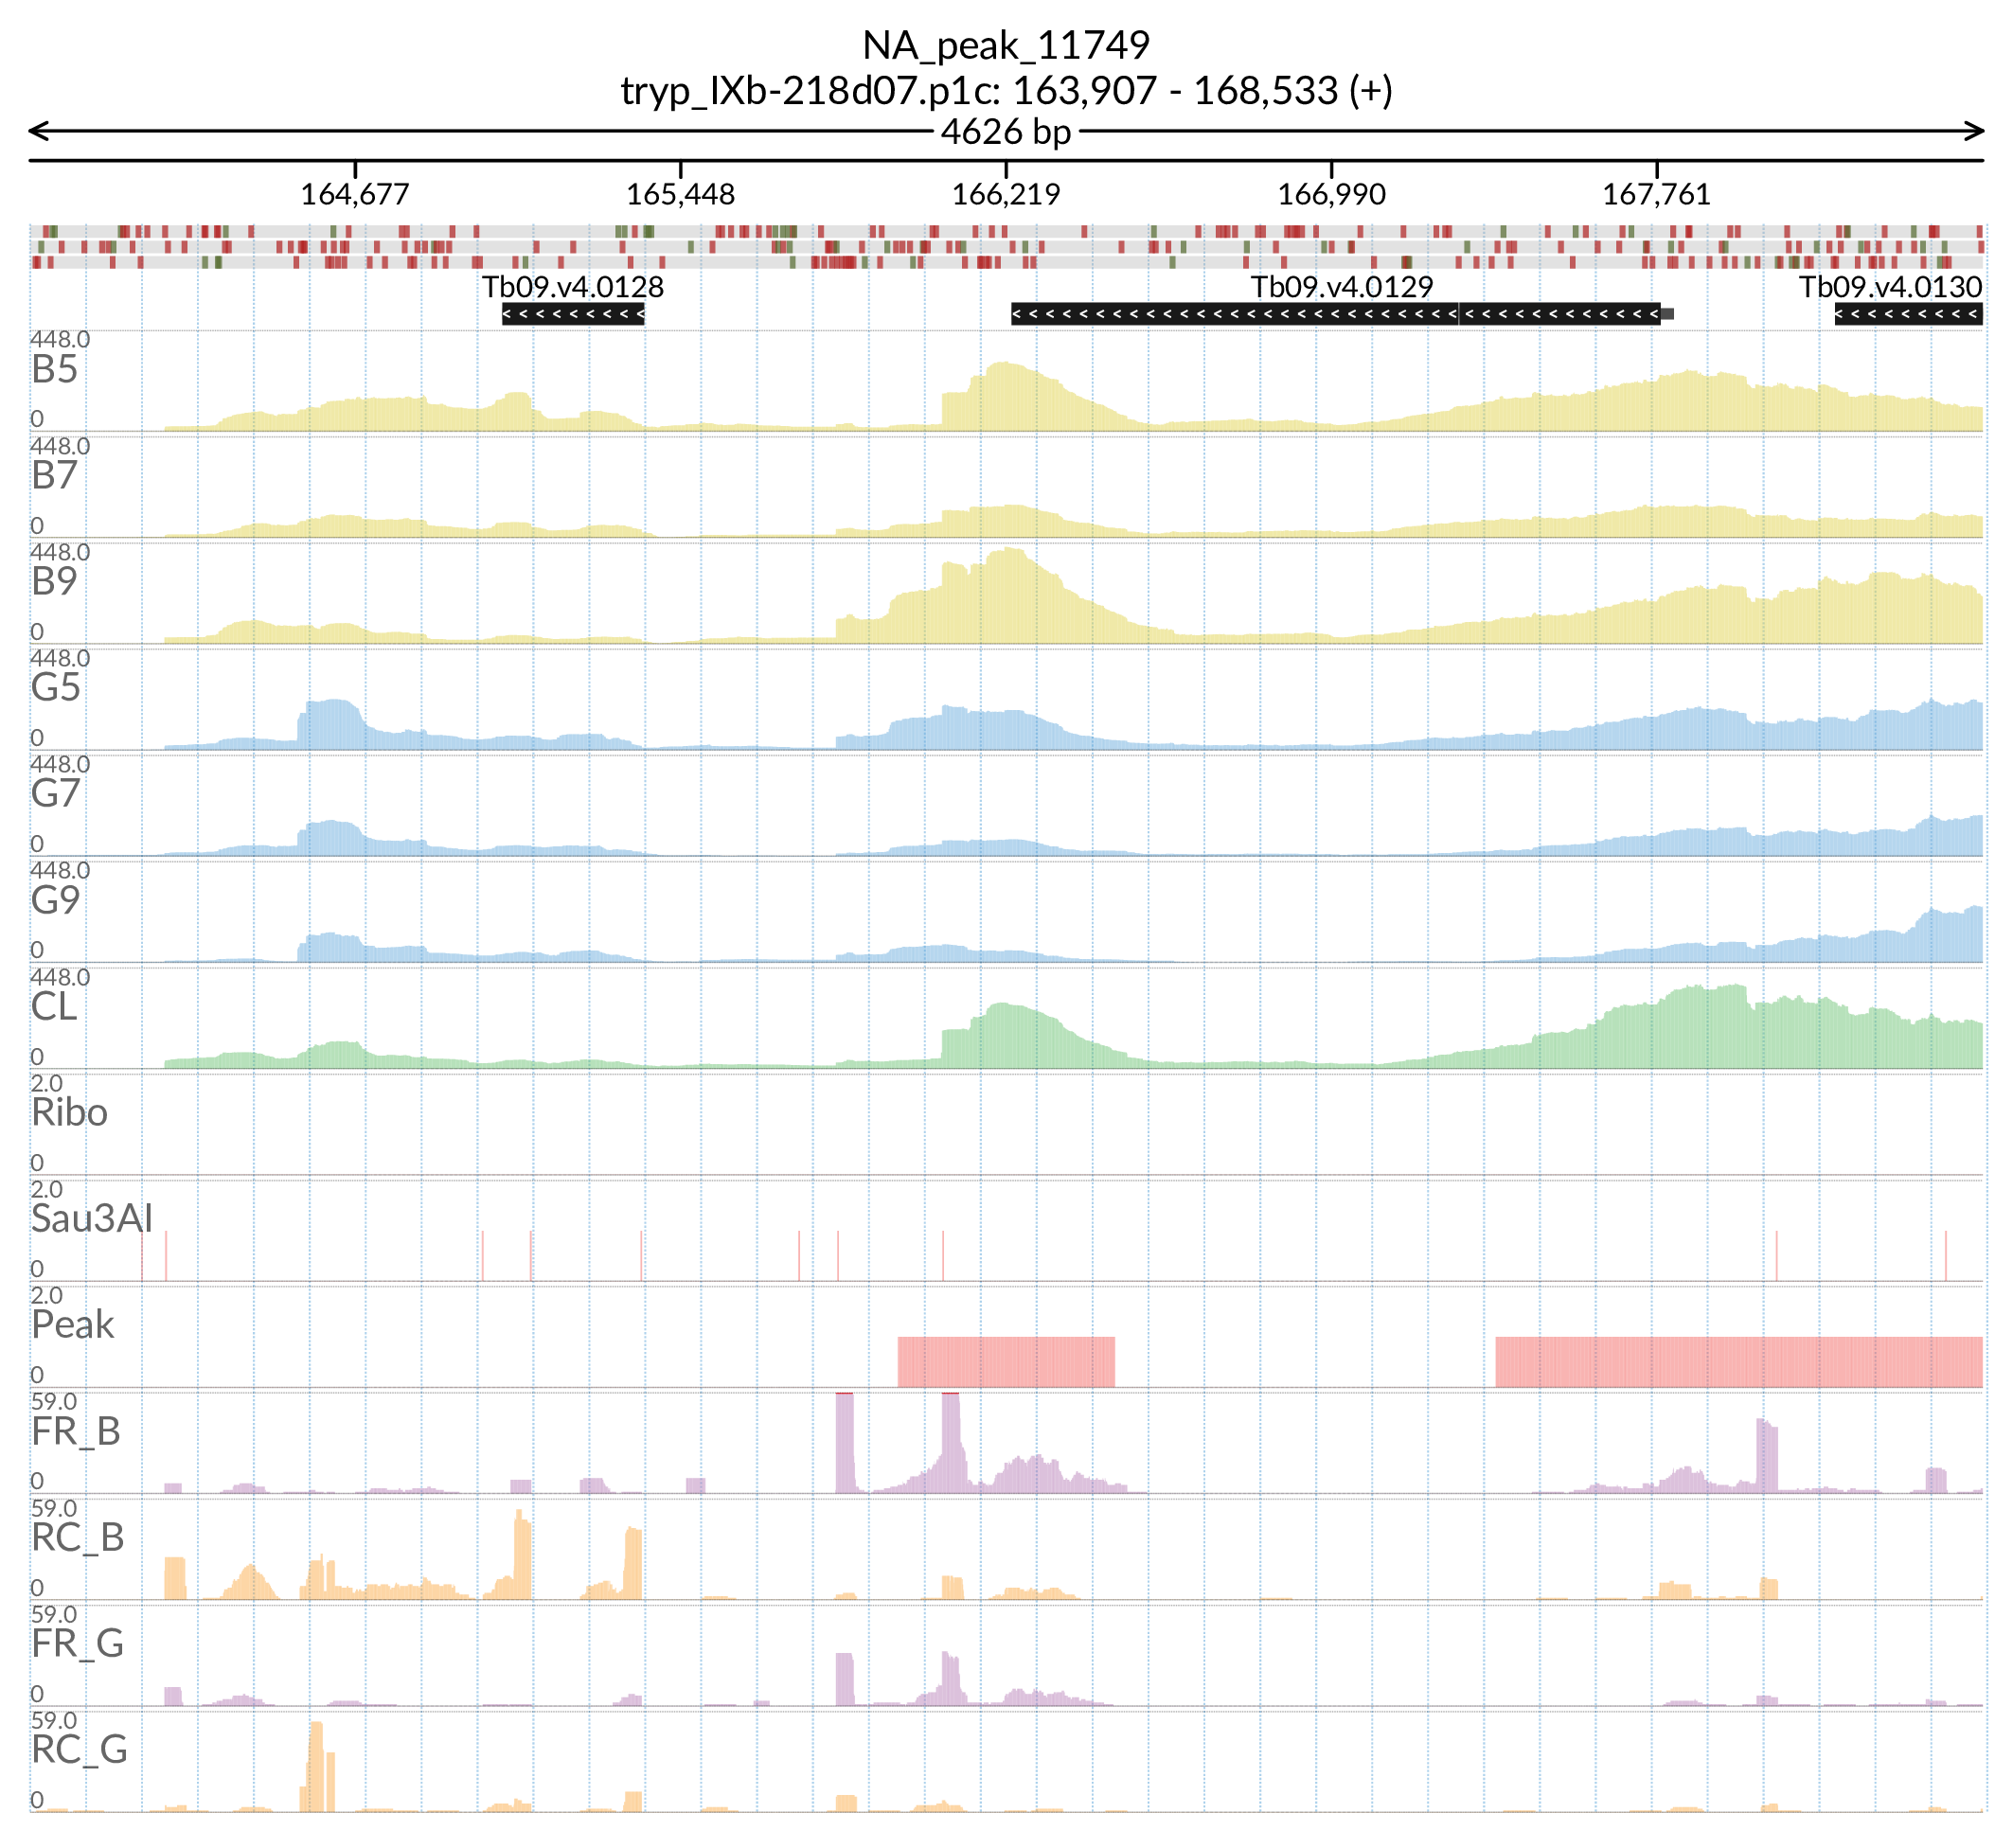 NA_peak_11749
tryp_IXb-218d07.p1c: 163,907 - 168,533 (+)
4626 bp
164,677 165,448 166,219 166,990 167,761
Tb09.v4.0128 Tb09.v4.0129 Tb09.v4.0130
448.0
B5
0
448.0
B7
0
448.0
B9
0
448.0
G5
0
448.0
G7
0
448.0
G9
0
448.0
CL
0
2.0
Ribo
0
2.0
Sau3AI
0
2.0
Peak
0
59.0
FR_B
0
59.0
RC_B
0
59.0
FR_G
0
59.0
RC_G
0